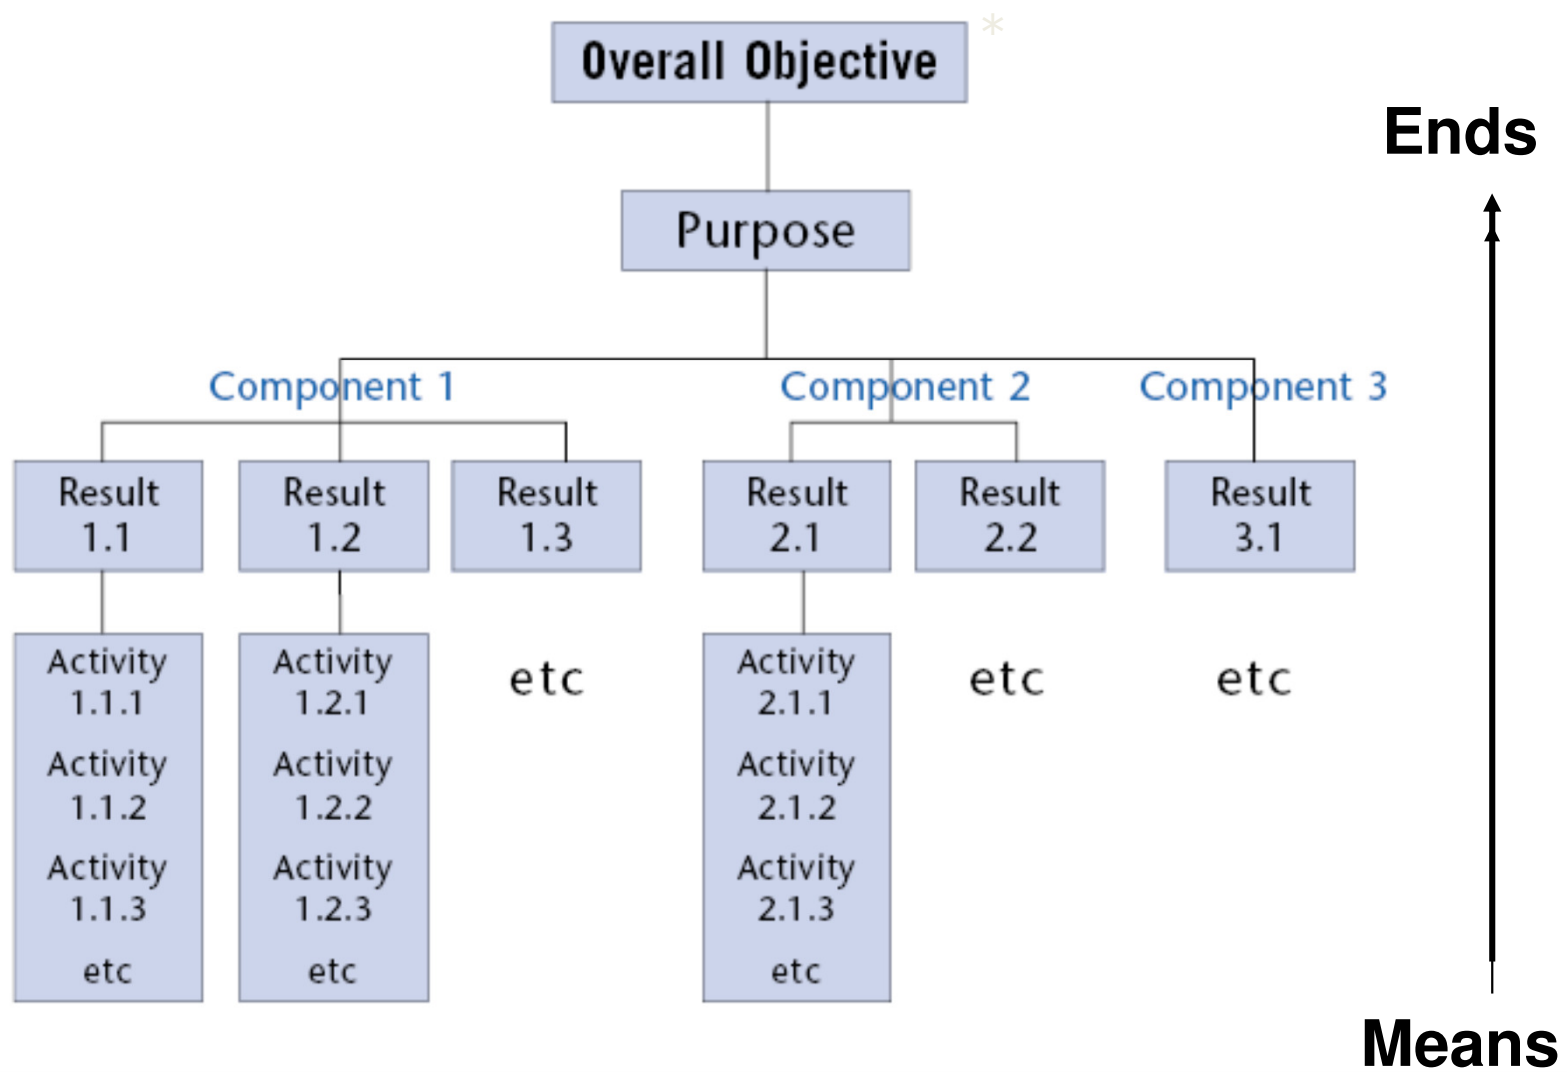 Overall Objective
*
Ends
Purpose
Component 1
Component 2
Component 3
Result
1.1
Result
1.2
Result
1.3
Result
2.1
Result
2.2
Result
3.1
Activity
1.1.1
Activity
1.1.2
Activity
1.1.3
etc
Activity
1.2.1
Activity
1.2.2
Activity
1.2.3
etc
etc
Activity
2.1.1
Activity
2.1.2
Activity
2.1.3
etc
etc
etc
Means